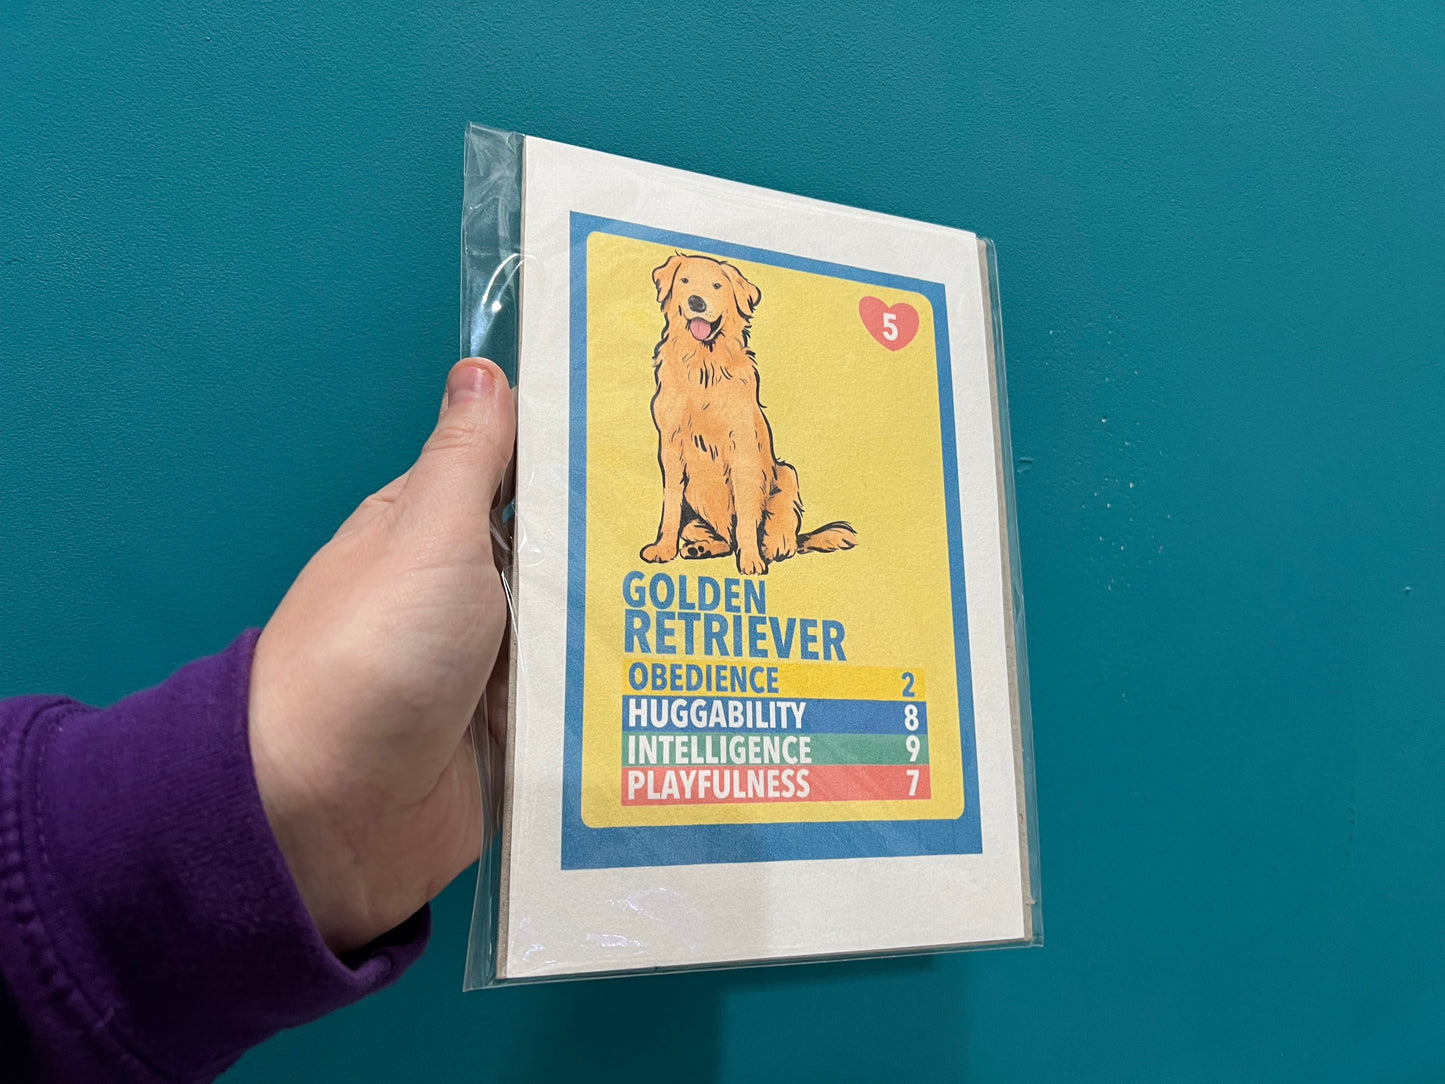 5
GOLDEN
RETRIEVER
OBEDIENCE 2
HUGGABILITY 8
INTELLIGENCE 9
PLAYFULNESS 7